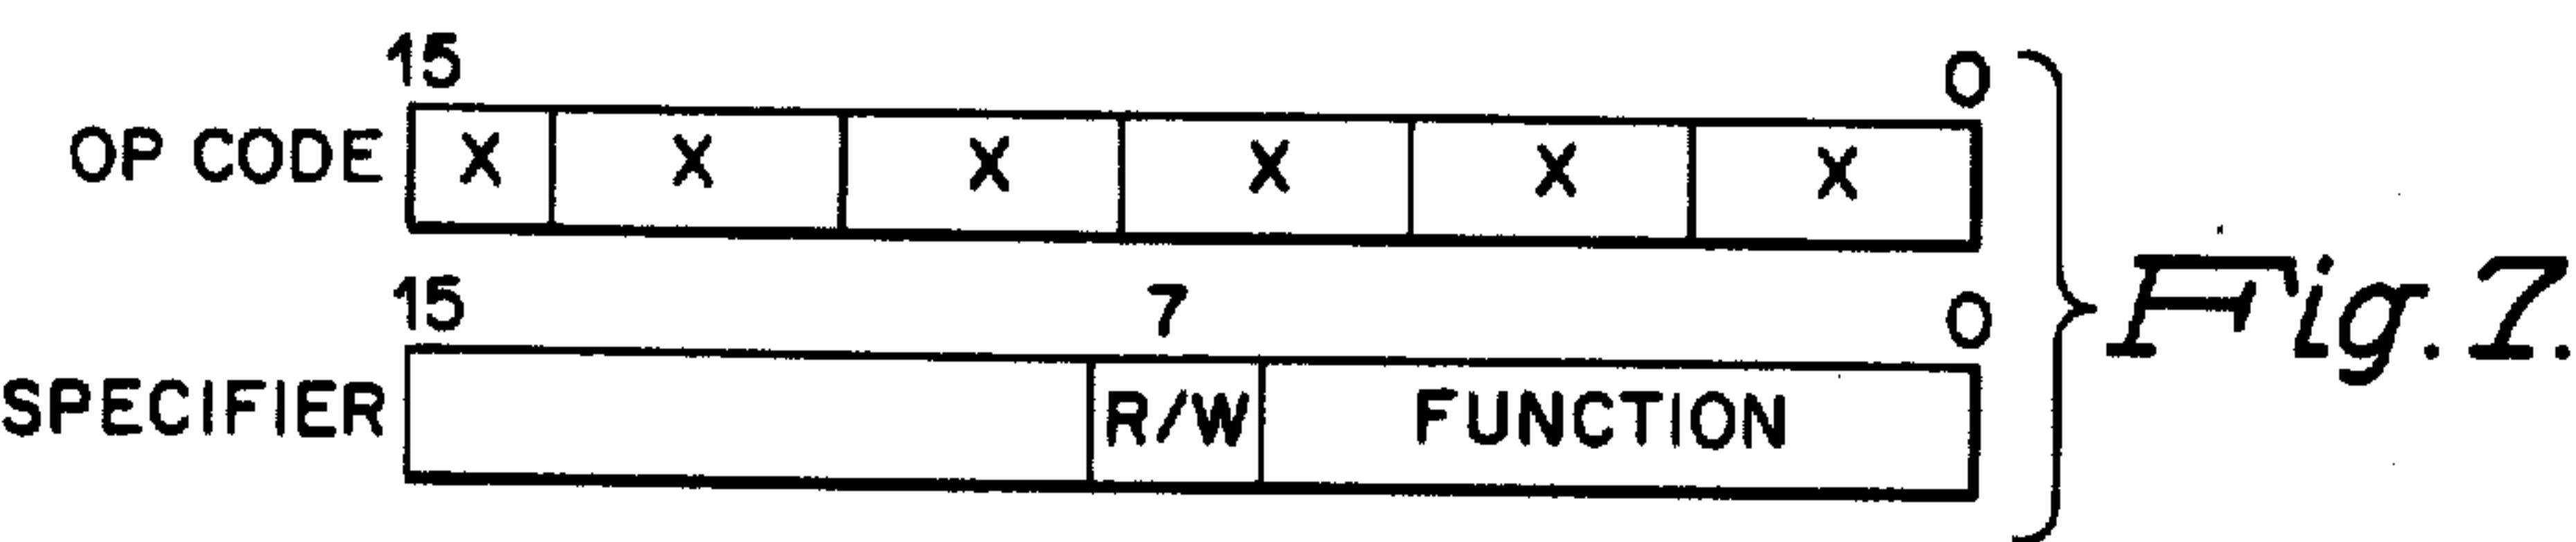 15 0
OP CODE X X X X X X
15 7 0
SPECIFIER R/W FUNCTION
Fig. 7.